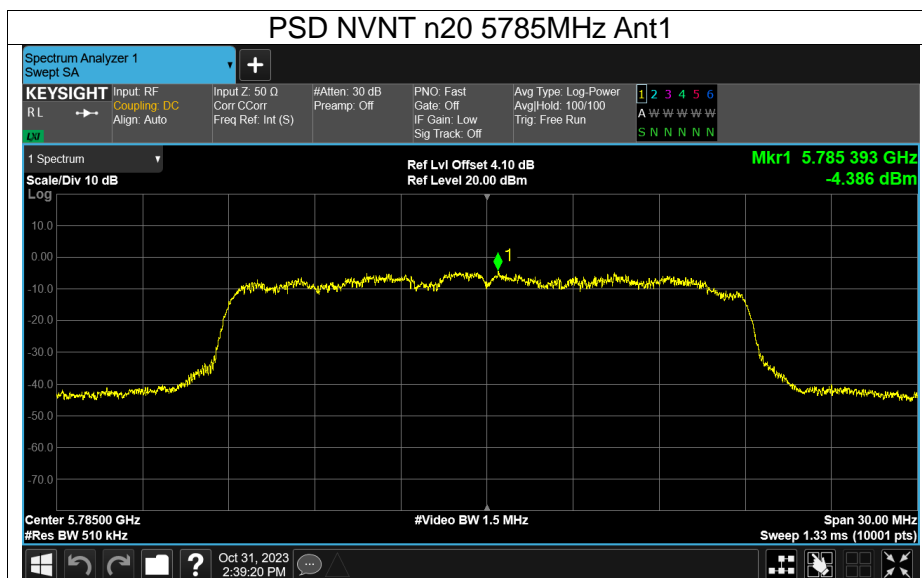 PSD NVNT n20 5785MHz Ant1
Spectrum Analyzer 1
Swept SA
KEYSIGHT
R L
LXI
Input: RF
Coupling: DC
Align: Auto
Input Z: 50 Ω
Corr CCorr
Freq Ref: Int (S)
#Atten: 30 dB
Preamp: Off
PNO: Fast
Gate: Off
IF Gain: Low
Sig Track: Off
Avg Type: Log-Power
Avg|Hold: 100/100
Trig: Free Run
1 2 3 4 5 6
A W W W W W
S N N N N N
1 Spectrum
Scale/Div 10 dB
Log
Ref Lvl Offset 4.10 dB
Ref Level 20.00 dBm
Mkr1 5.785 393 GHz
-4.386 dBm
10.0
0.00
-10.0
-20.0
-30.0
-40.0
-50.0
-60.0
-70.0
1
Center 5.78500 GHz
#Res BW 510 kHz
#Video BW 1.5 MHz
Span 30.00 MHz
Sweep 1.33 ms (10001 pts)
?
Oct 31, 2023
2:39:20 PM